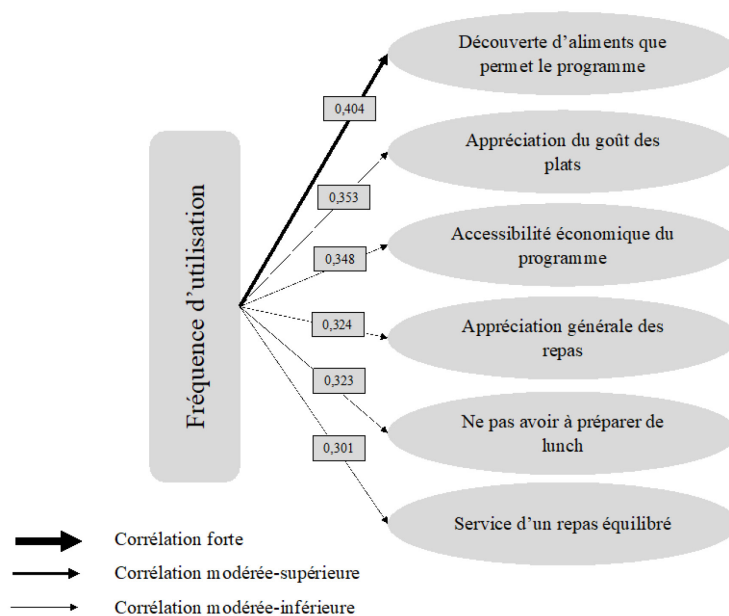 Découverte d'aliments que
permet le programme
0,404
Appréciation du goût des
plats
0,353
Accessibilité économique du
programme
0,348
Fréquence d'utilisation
0,324
Appréciation générale des
repas
0,323
Ne pas avoir à préparer de
lunch
0,301
Service d'un repas équilibré
Corrélation forte
Corrélation modérée-supérieure
Corrélation modérée-inférieure